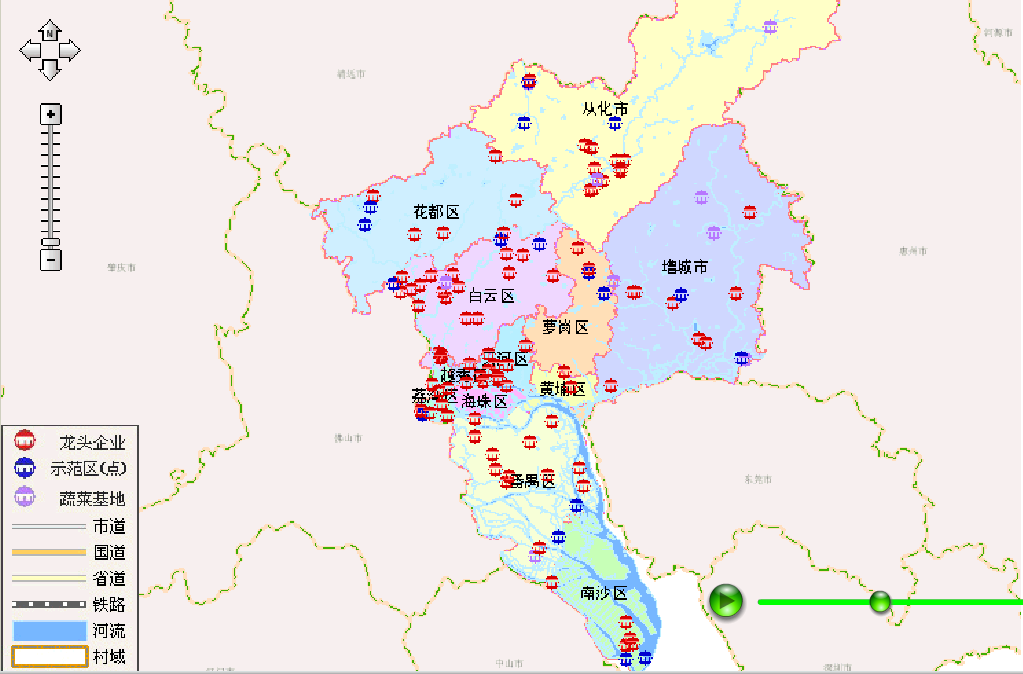 N
河源市
清远市
从化市
花都区
惠州市
增城市
肇庆市
白云区
萝岗区
河区
越秀
黄埔区
荔湾区
海珠区
佛山市
龙头企业
示范区(点)
番禺区
东莞市
蔬菜基地
市道
国道
省道
南沙区
铁路
河流
村域
中山市
深圳市